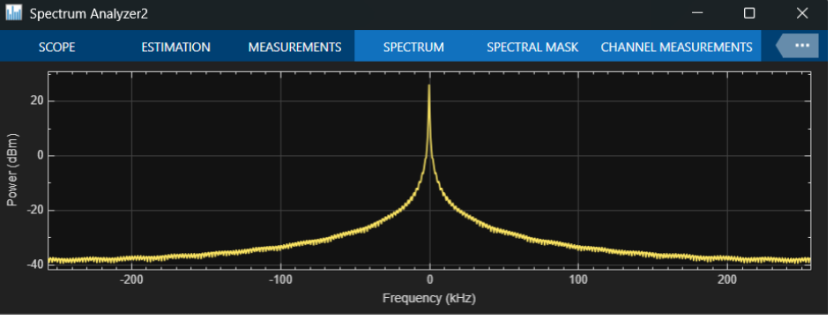 Spectrum Analyzer2
SCOPE ESTIMATION MEASUREMENTS SPECTRUM SPECTRAL MASK CHANNEL MEASUREMENTS ...
20
0
-20
-40
Power (dBm)
-200 -100 0 100 200
Frequency (kHz)